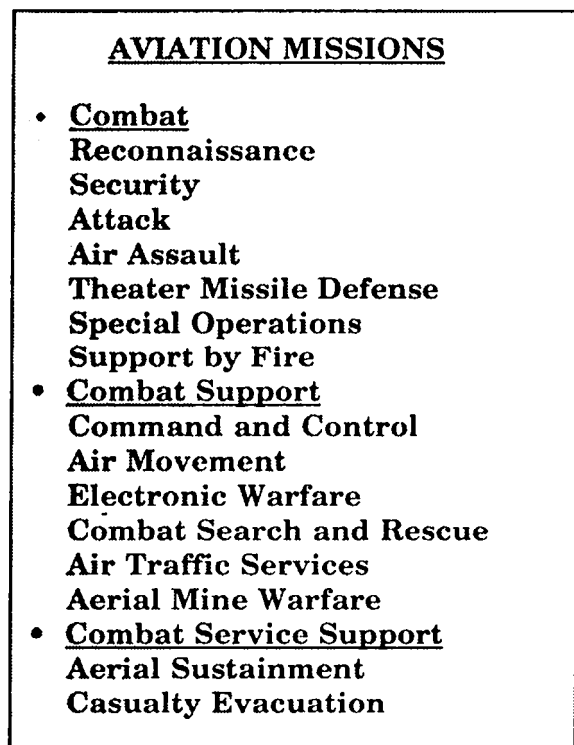 AVIATION MISSIONS
• Combat
Reconnaissance
Security
Attack
Air Assault
Theater Missile Defense
Special Operations
Support by Fire
• Combat Support
Command and Control
Air Movement
Electronic Warfare
Combat Search and Rescue
Air Traffic Services
Aerial Mine Warfare
• Combat Service Support
Aerial Sustainment
Casualty Evacuation